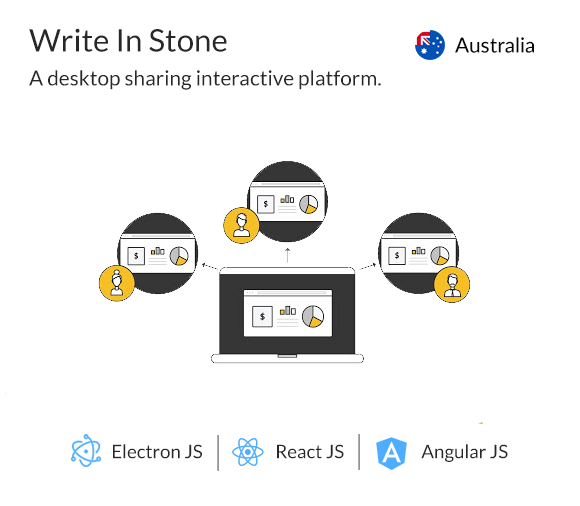 Write In Stone
Australia
A desktop sharing interactive platform.
$
$
$
$
Electron JS
React JS
Angular JS